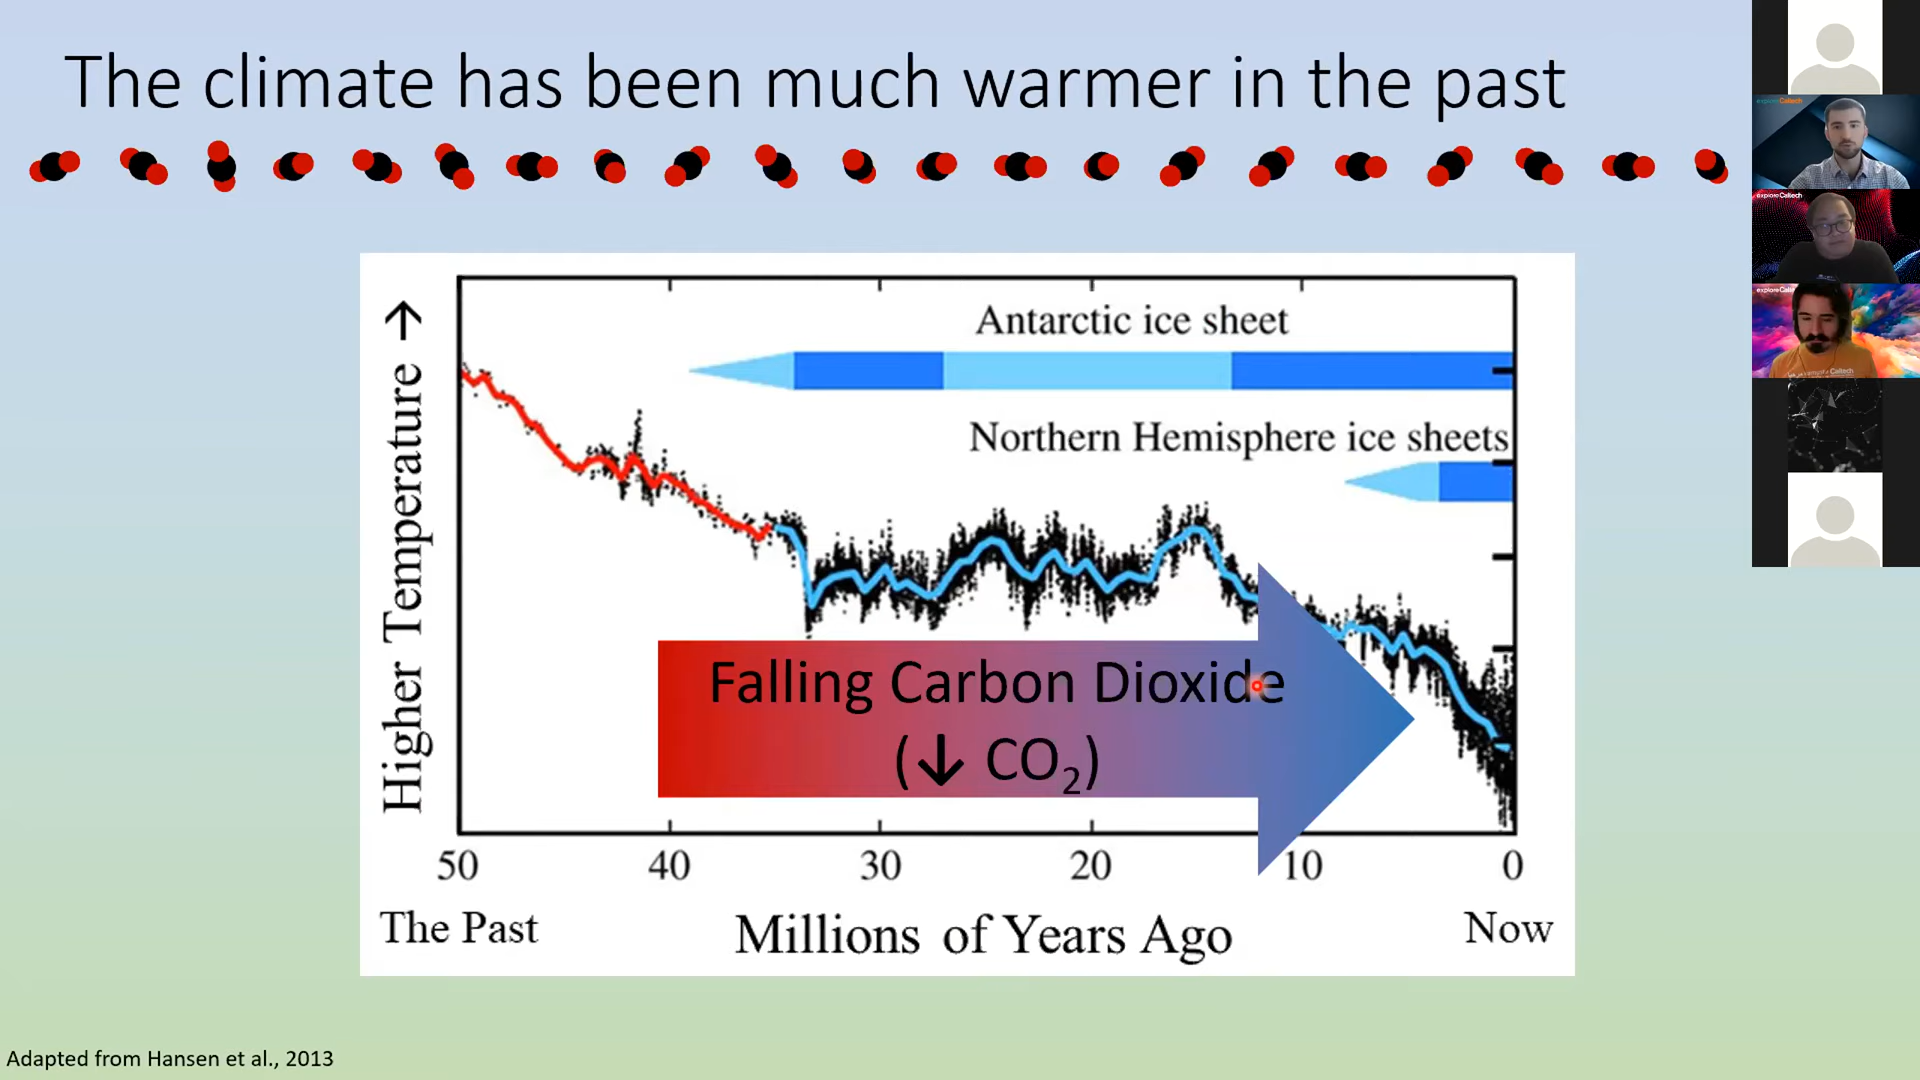 The climate has been much warmer in the past
Antarctic ice sheet
Northern Hemisphere ice sheets
Higher Temperature →
Falling Carbon Dioxide
(↓ CO₂)
50 40 30 20 10 0
The Past Millions of Years Ago Now
Adapted from Hansen et al., 2013
exploreCaltech
exploreCaltech